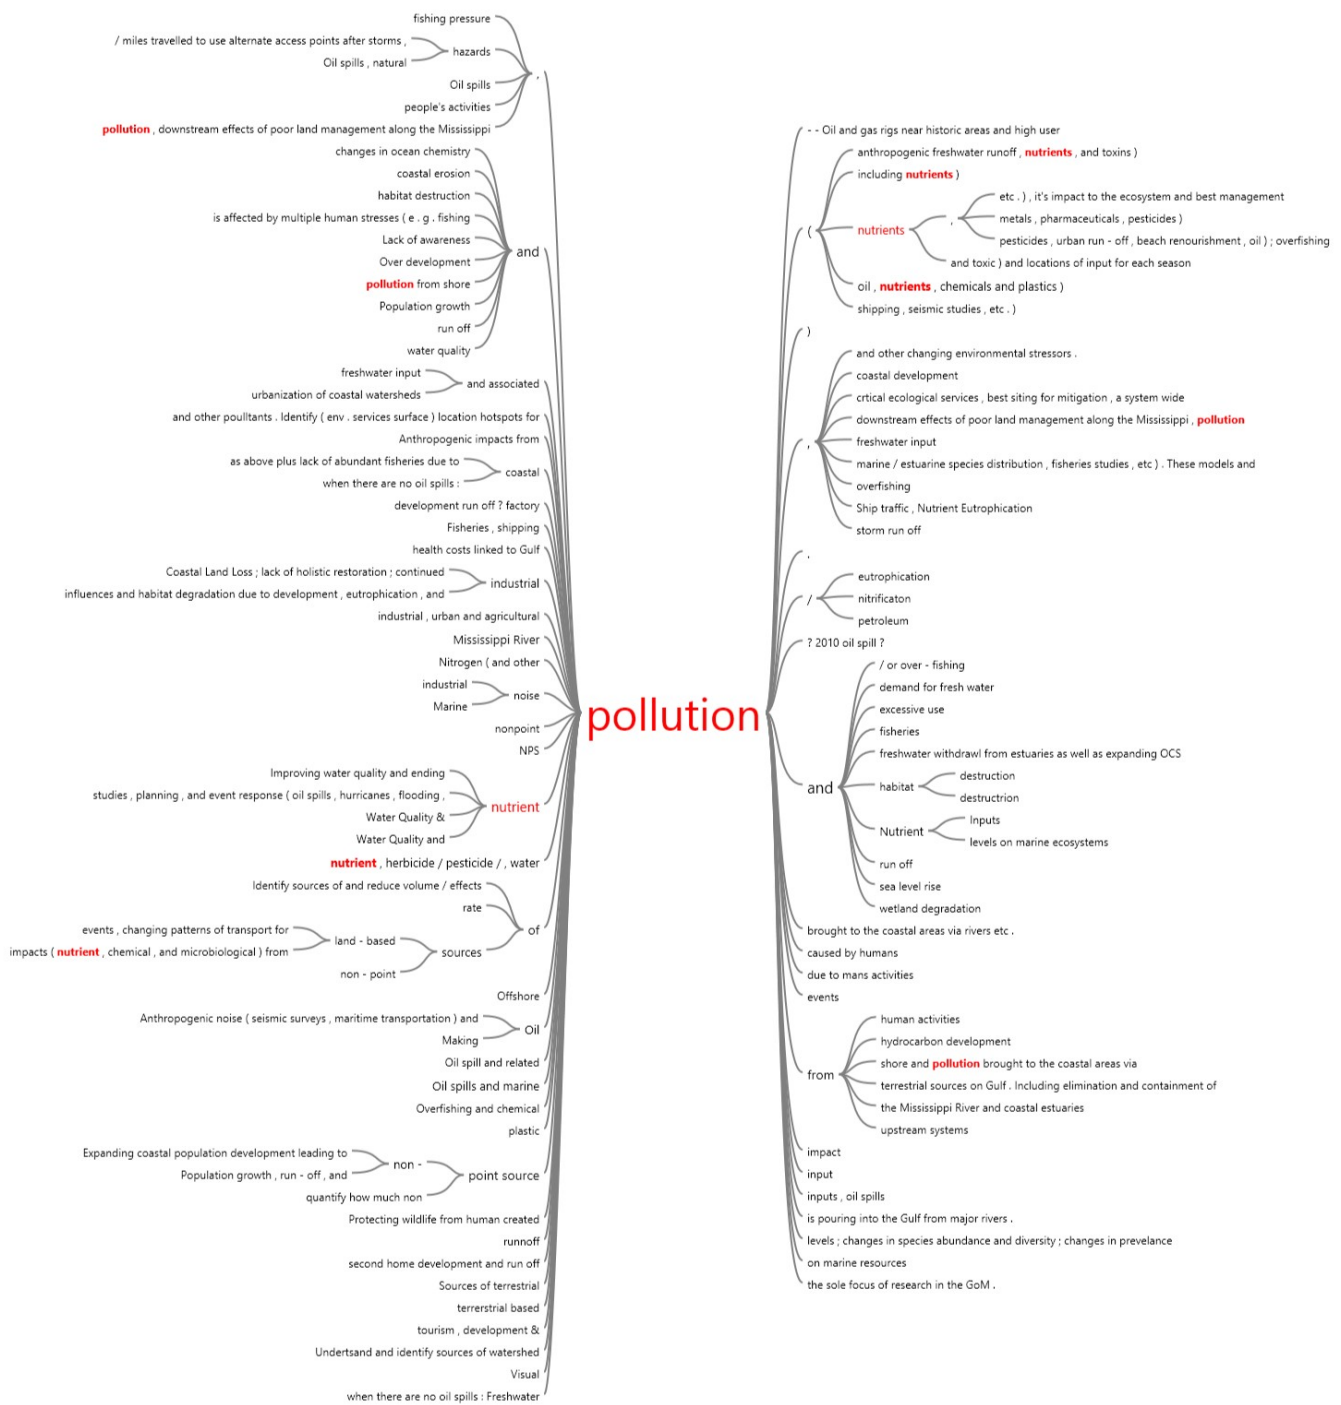 fishing pressure
/ miles travelled to use alternate access points after storms ,
hazards
Oil spills , natural
,
Oil spills
people's activities
pollution , downstream effects of poor land management along the Mississippi
changes in ocean chemistry
coastal erosion
habitat destruction
is affected by multiple human stresses ( e . g . fishing
Lack of awareness
and
Over development
pollution from shore
Population growth
run off
water quality
freshwater input
and associated
urbanization of coastal watersheds
and other poulltants . Identify ( env . services surface ) location hotspots for
Anthropogenic impacts from
as above plus lack of abundant fisheries due to
coastal
when there are no oil spills :
development run off ? factory
Fisheries , shipping
health costs linked to Gulf
Coastal Land Loss ; lack of holistic restoration ; continued
industrial
influences and habitat degradation due to development , eutrophication , and
industrial , urban and agricultural
Mississippi River
Nitrogen ( and other
industrial
noise
Marine
nonpoint
NPS
Improving water quality and ending
studies , planning , and event response ( oil spills , hurricanes , flooding ,
nutrient
Water Quality &
Water Quality and
nutrient , herbicide / pesticide / , water
Identify sources of and reduce volume / effects
rate
of
events , changing patterns of transport for
land - based
impacts ( nutrient , chemical , and microbiological ) from
sources
non - point
Offshore
Anthropogenic noise ( seismic surveys , maritime transportation ) and
Oil
Making
Oil spill and related
Oil spills and marine
Overfishing and chemical
plastic
Expanding coastal population development leading to
non -
Population growth , run - off , and
point source
quantify how much non
Protecting wildlife from human created
runnoff
second home development and run off
Sources of terrestrial
terrerstrial based
tourism , development &
Undertsand and identify sources of watershed
Visual
when there are no oil spills : Freshwater
pollution
- - Oil and gas rigs near historic areas and high user
anthropogenic freshwater runoff , nutrients , and toxins )
including nutrients )
(
nutrients
,
etc . ) , it's impact to the ecosystem and best management
metals , pharmaceuticals , pesticides )
pesticides , urban run - off , beach renourishment , oil ) ; overfishing
and toxic ) and locations of input for each season
oil , nutrients , chemicals and plastics )
shipping , seismic studies , etc . )
)
and other changing environmental stressors .
coastal development
crtical ecological services , best siting for mitigation , a system wide
downstream effects of poor land management along the Mississippi , pollution
,
freshwater input
marine / estuarine species distribution , fisheries studies , etc ) . These models and
overfishing
Ship traffic , Nutrient Eutrophication
storm run off
.
eutrophication
/
nitrificaton
petroleum
? 2010 oil spill ?
/ or over - fishing
demand for fresh water
excessive use
fisheries
freshwater withdrawl from estuaries as well as expanding OCS
and
habitat
destruction
destructrion
Nutrient
Inputs
levels on marine ecosystems
run off
sea level rise
wetland degradation
brought to the coastal areas via rivers etc .
caused by humans
due to mans activities
events
human activities
hydrocarbon development
shore and pollution brought to the coastal areas via
from
terrestrial sources on Gulf . Including elimination and containment of
the Mississippi River and coastal estuaries
upstream systems
impact
input
inputs , oil spills
is pouring into the Gulf from major rivers .
levels ; changes in species abundance and diversity ; changes in prevelance
on marine resources
the sole focus of research in the GoM .